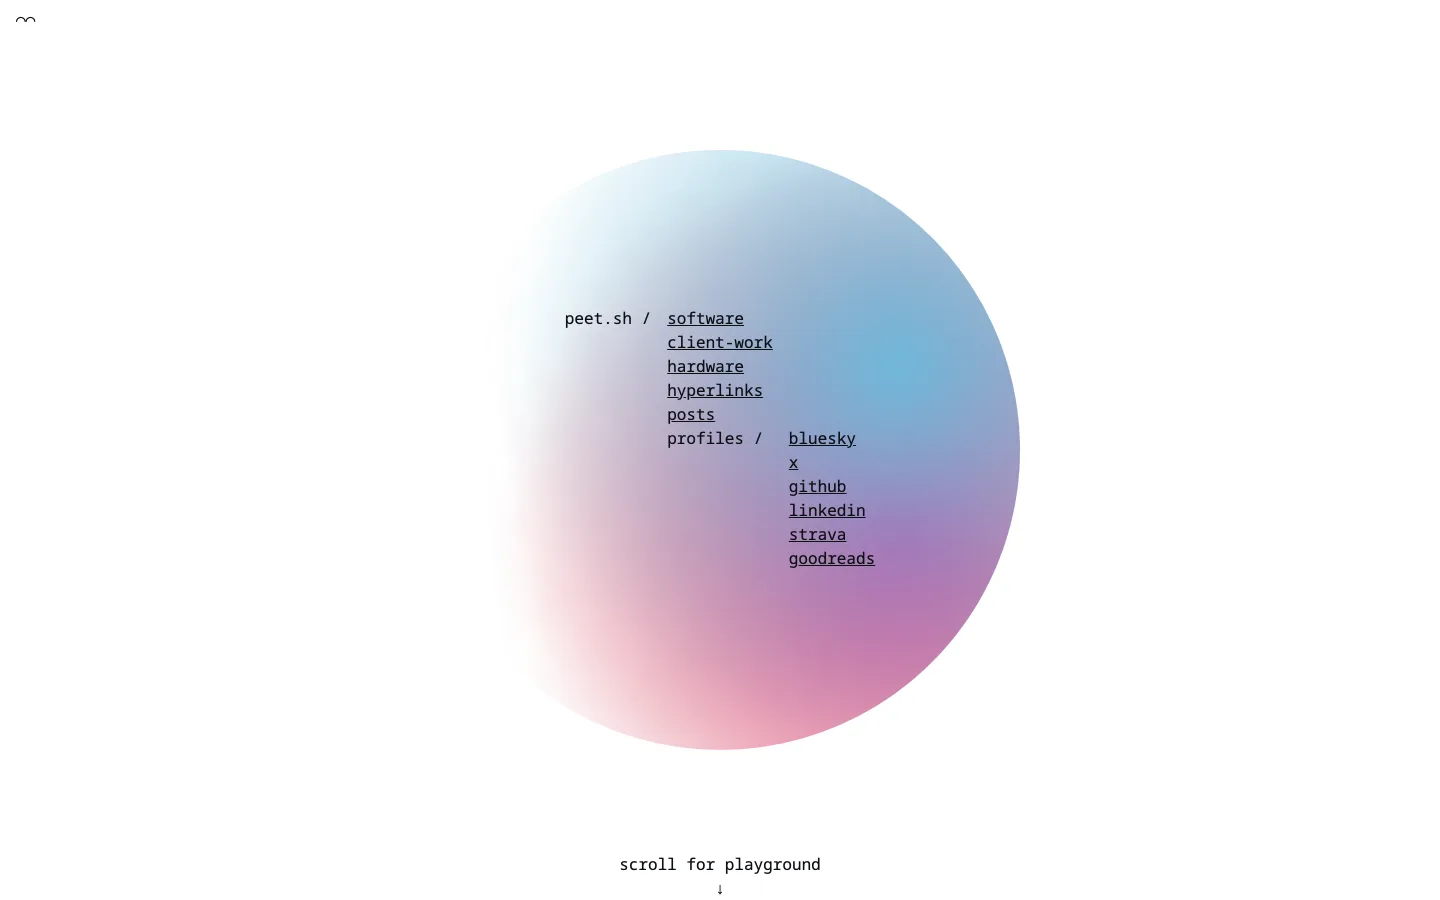 peet.sh / software
client-work
hardware
hyperlinks
posts
profiles / bluesky
x
github
linkedin
strava
goodreads
scroll for playground
↓